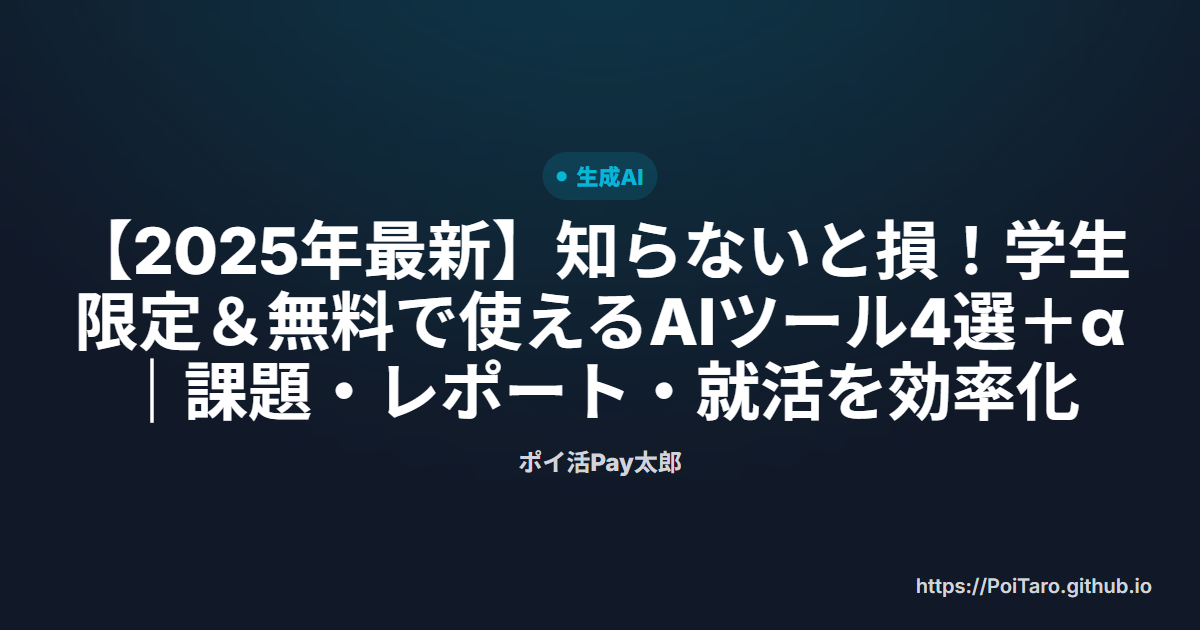 生成AI
【2025年最新】知らないと損！学生
限定＆無料で使えるAIツール4選＋α
｜課題・レポート・就活を効率化
ポイ活Pay太郎
https://PoiTaro.github.io